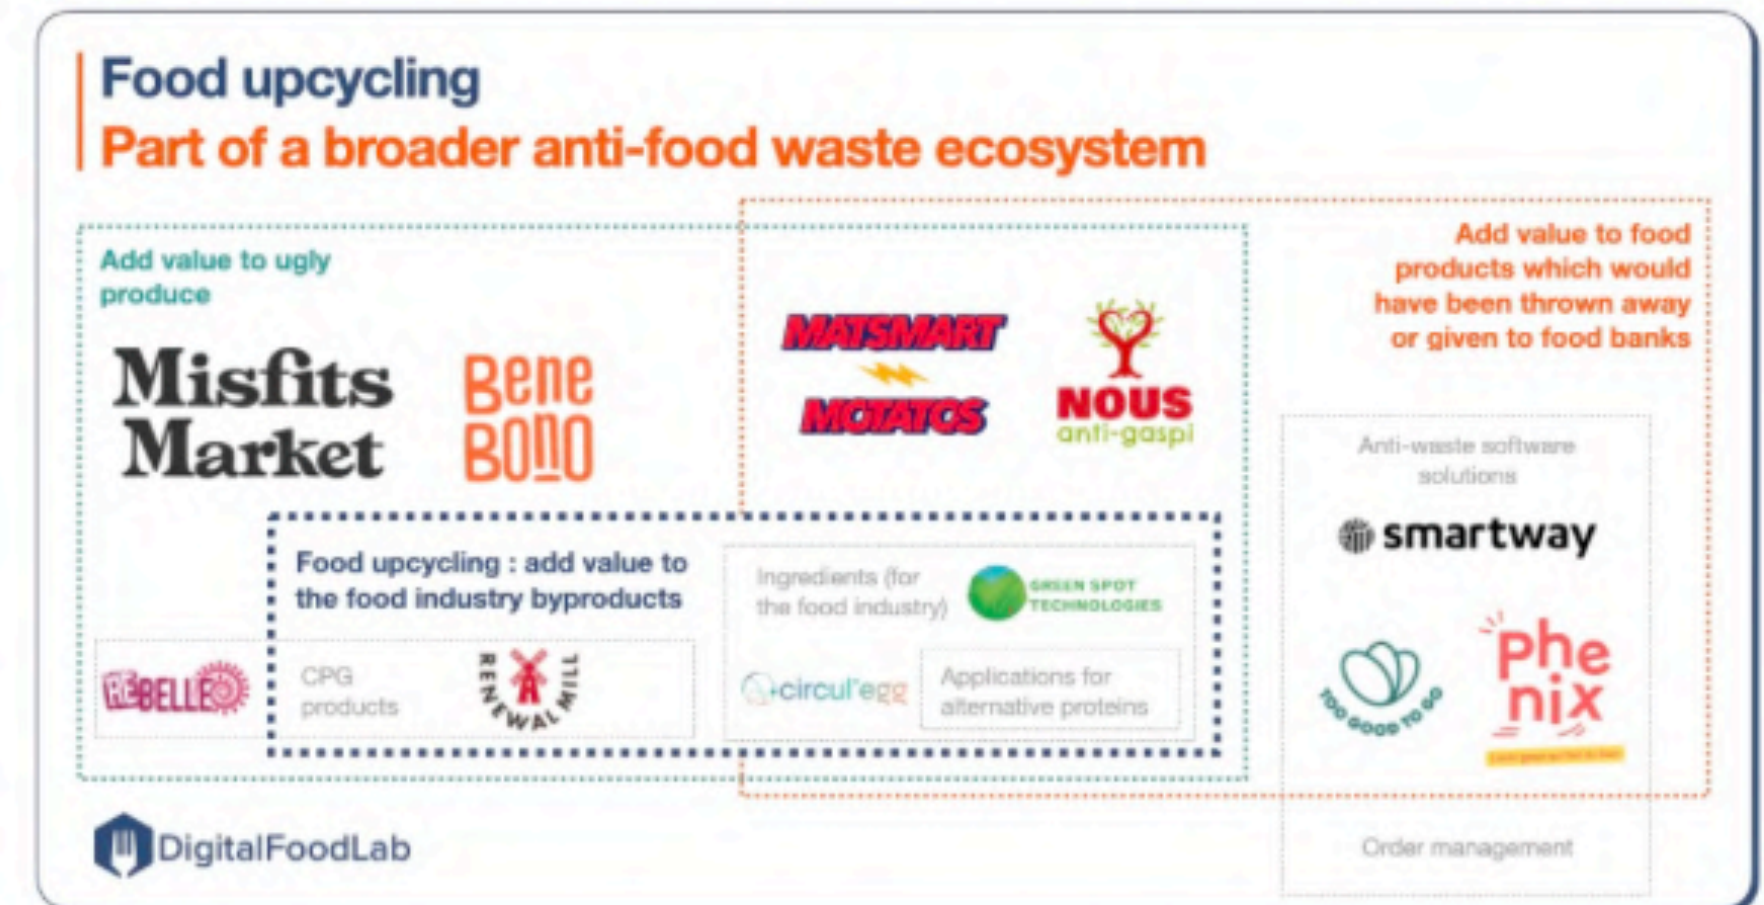 Food upcycling
Part of a broader anti-food waste ecosystem
Add value to ugly
produce
Misfits
Market
Bene
Bono
MATSMART
MOTATOS
NOUS
anti-gaspi
Add value to food
products which would
have been thrown away
or given to food banks
Anti-waste software
solutions
smartway
TOO GOOD TO GO
phe
nix
Order management
Food upcycling : add value to
the food industry byproducts
Ingredients (for
the food industry)
GREEN SPOT
TECHNOLOGIES
REBELLE
CPG
products
RENEWAL MILL
circul'egg
Applications for
alternative proteins
DigitalFoodLab